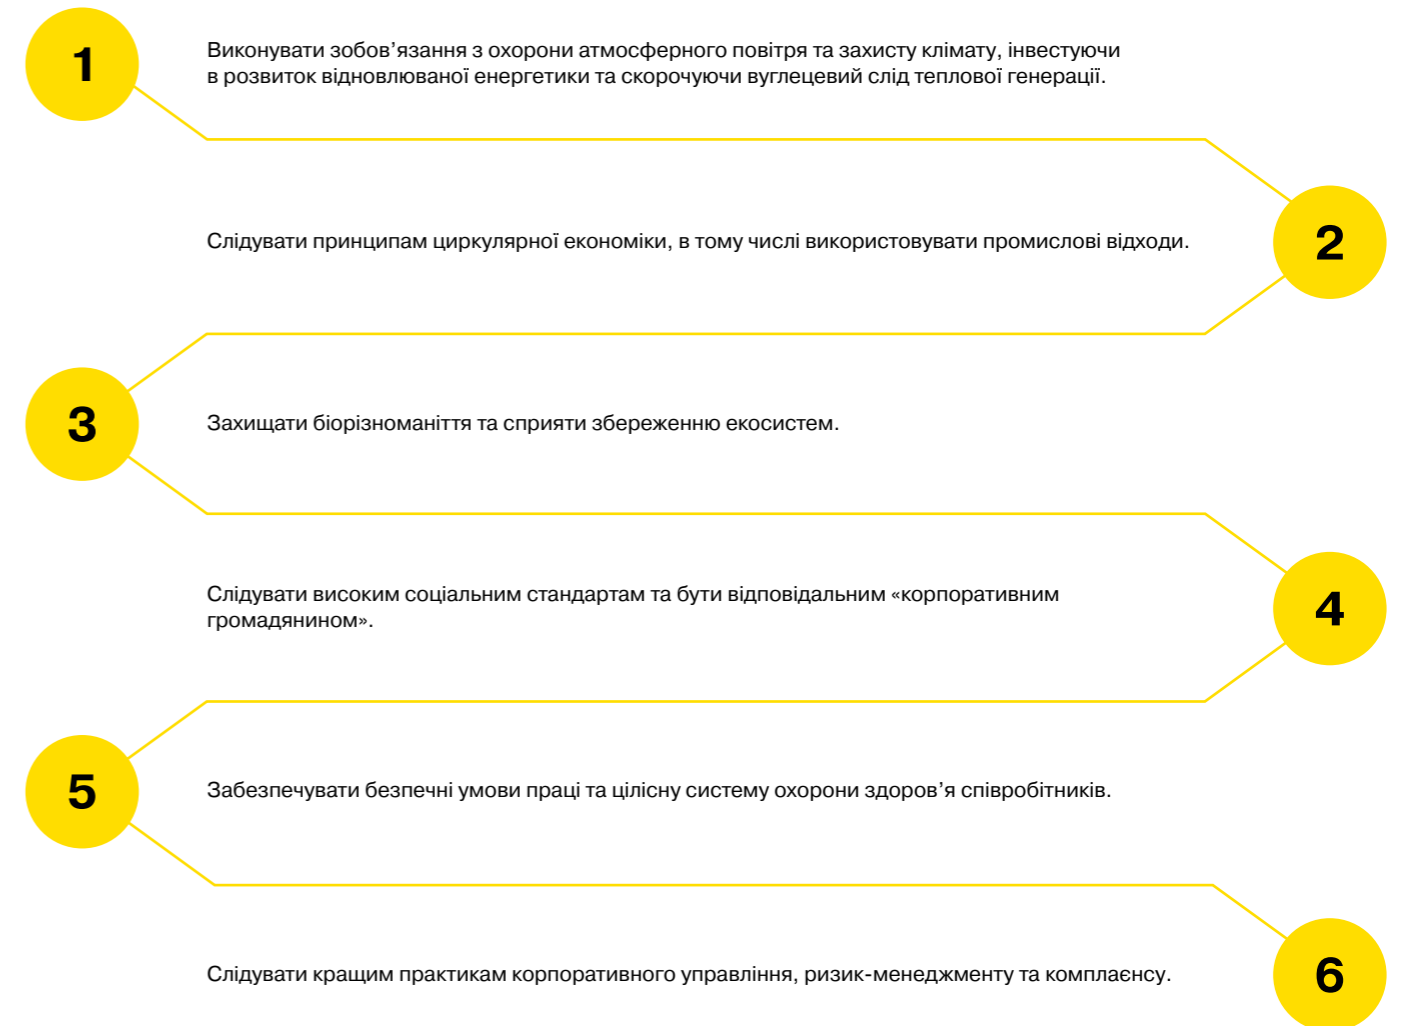 1
Виконувати зобов’язання з охорони атмосферного повітря та захисту клімату, інвестуючи
в розвиток відновлюваної енергетики та скорочуючи вуглецевий слід теплової генерації.
2
Слідувати принципам циркулярної економіки, в тому числі використовувати промислові відходи.
3
Захищати біорізноманіття та сприяти збереженню екосистем.
4
Слідувати високим соціальним стандартам та бути відповідальним «корпоративним
громадянином».
5
Забезпечувати безпечні умови праці та цілісну систему охорони здоров’я співробітників.
6
Слідувати кращим практикам корпоративного управління, ризик-менеджменту та комплаєнсу.